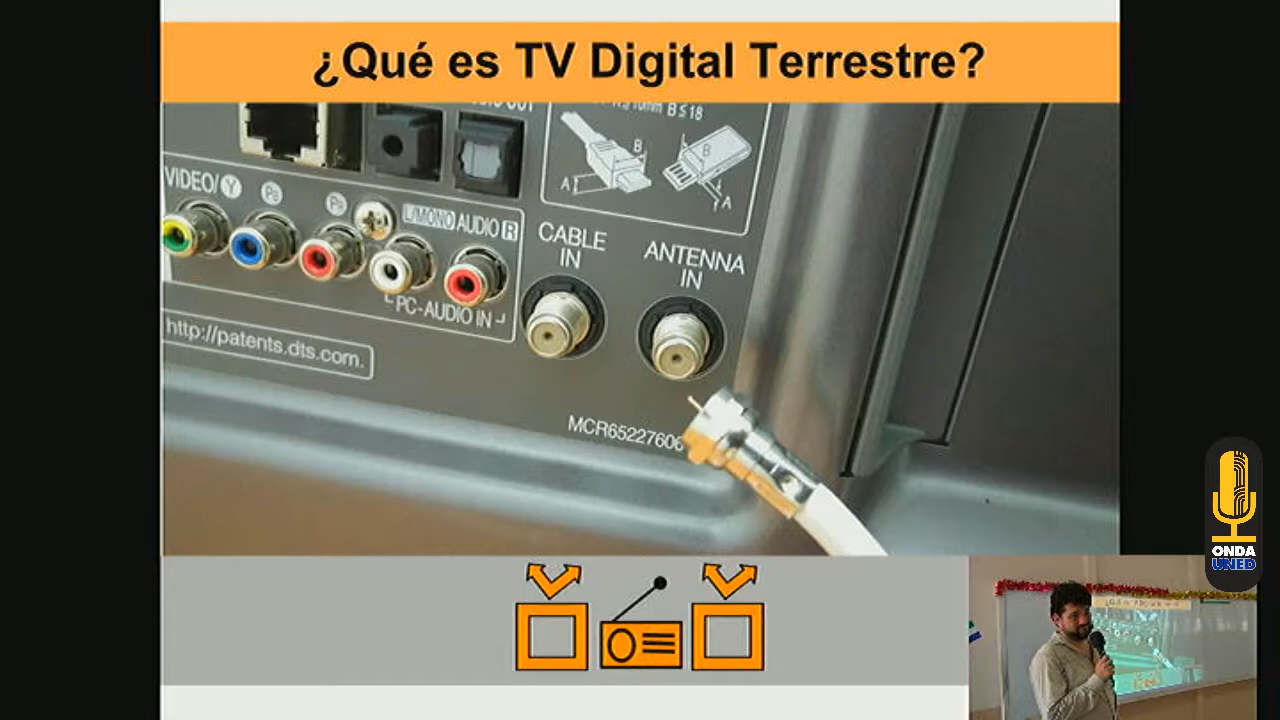 ¿Qué es TV Digital Terrestre?
B ≤ 18
B
B
A
A
VIDEO/ Y
PB
PR
L/MONO AUDIO R
CABLE
IN
ANTENNA
IN
PC-AUDIO IN
http://patents.dts.com.
ONDA
UNED